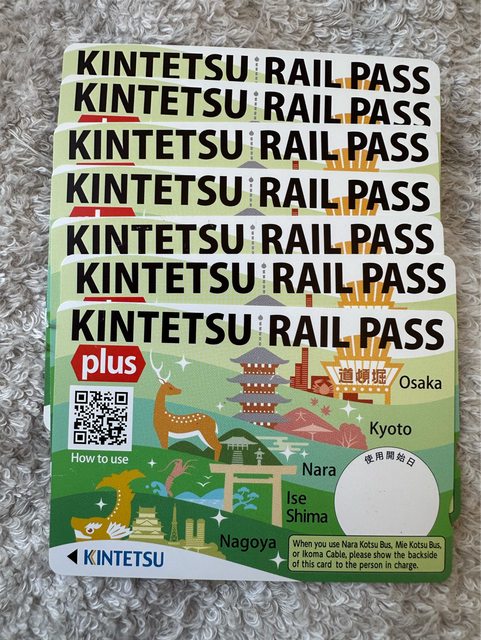 KINTETSU RAIL PASS
KINTETSU RAIL PASS
KINTETSU RAIL PASS
KINTETSU RAIL PASS
KINTETSU RAIL PASS
KINTETSU RAIL PASS
KINTETSU RAIL PASS
plus
道頓堀
Osaka
Kyoto
How to use
Nara
使用開始日
Ise
Shima
Nagoya
When you use Nara Kotsu Bus, Mie Kotsu Bus,
or Ikoma Cable, please show the backside
of this card to the person in charge.
KINTETSU